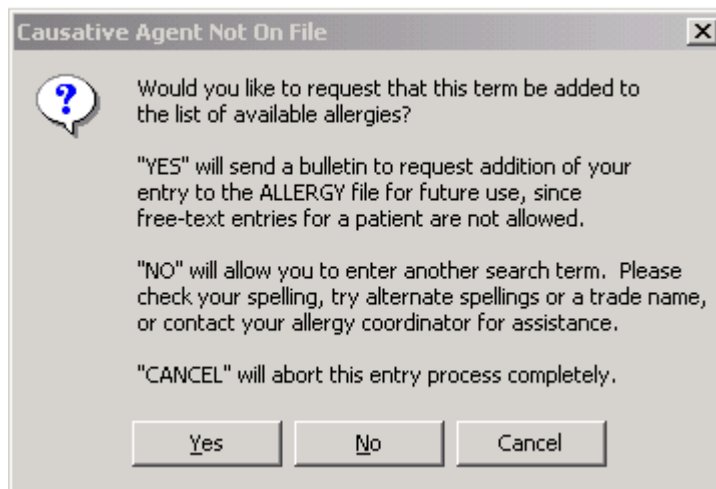 Causative Agent Not On File
Would you like to request that this term be added to
the list of available allergies?
"YES" will send a bulletin to request addition of your
entry to the ALLERGY file for future use, since
free-text entries for a patient are not allowed.
"NO" will allow you to enter another search term.  Please
check your spelling, try alternate spellings or a trade name,
or contact your allergy coordinator for assistance.
"CANCEL" will abort this entry process completely.
Yes No Cancel